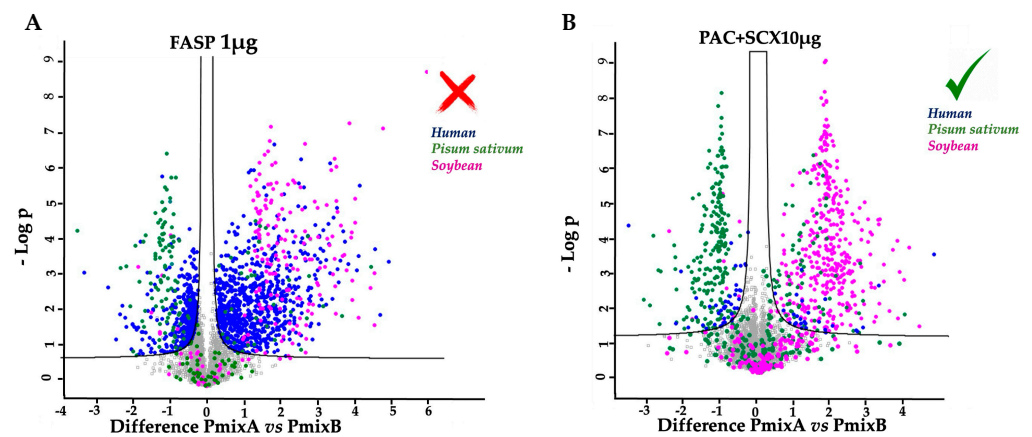 A
FASP 1µg
9
8
7
6
5
4
3
2
1
0
- Log p
-4 -3 -2 -1 0 1 2 3 4 5 6
Difference PmixA vs PmixB
Human
Pisum sativum
Soybean
B
PAC+SCX10µg
9
8
7
6
5
4
3
2
1
0
- Log p
-3 -2 -1 0 1 2 3 4
Difference PmixA vs PmixB
Human
Pisum sativum
Soybean